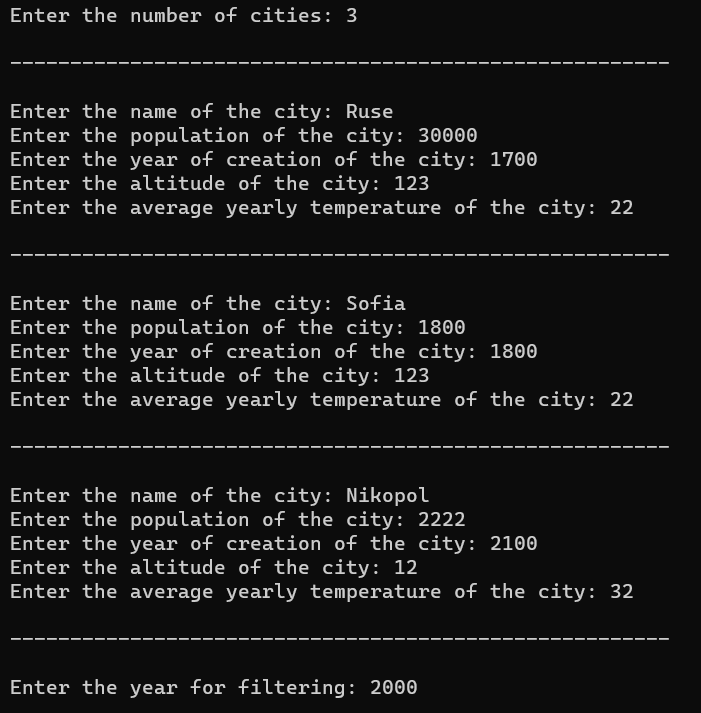 Enter the number of cities: 3
-------------------------------------------------------
Enter the name of the city: Ruse
Enter the population of the city: 30000
Enter the year of creation of the city: 1700
Enter the altitude of the city: 123
Enter the average yearly temperature of the city: 22
-------------------------------------------------------
Enter the name of the city: Sofia
Enter the population of the city: 1800
Enter the year of creation of the city: 1800
Enter the altitude of the city: 123
Enter the average yearly temperature of the city: 22
-------------------------------------------------------
Enter the name of the city: Nikopol
Enter the population of the city: 2222
Enter the year of creation of the city: 2100
Enter the altitude of the city: 12
Enter the average yearly temperature of the city: 32
-------------------------------------------------------
Enter the year for filtering: 2000